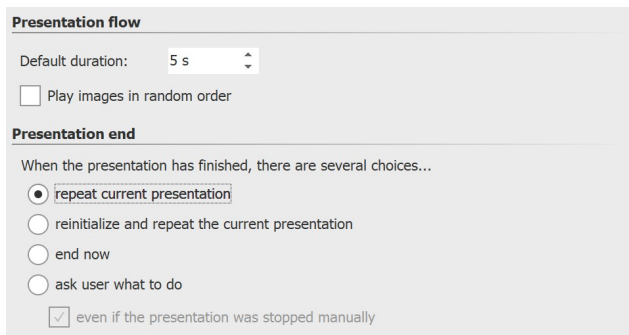 Presentation flow
Default duration: 5 s
Play images in random order
Presentation end
When the presentation has finished, there are several choices...
repeat current presentation
reinitialize and repeat the current presentation
end now
ask user what to do
even if the presentation was stopped manually